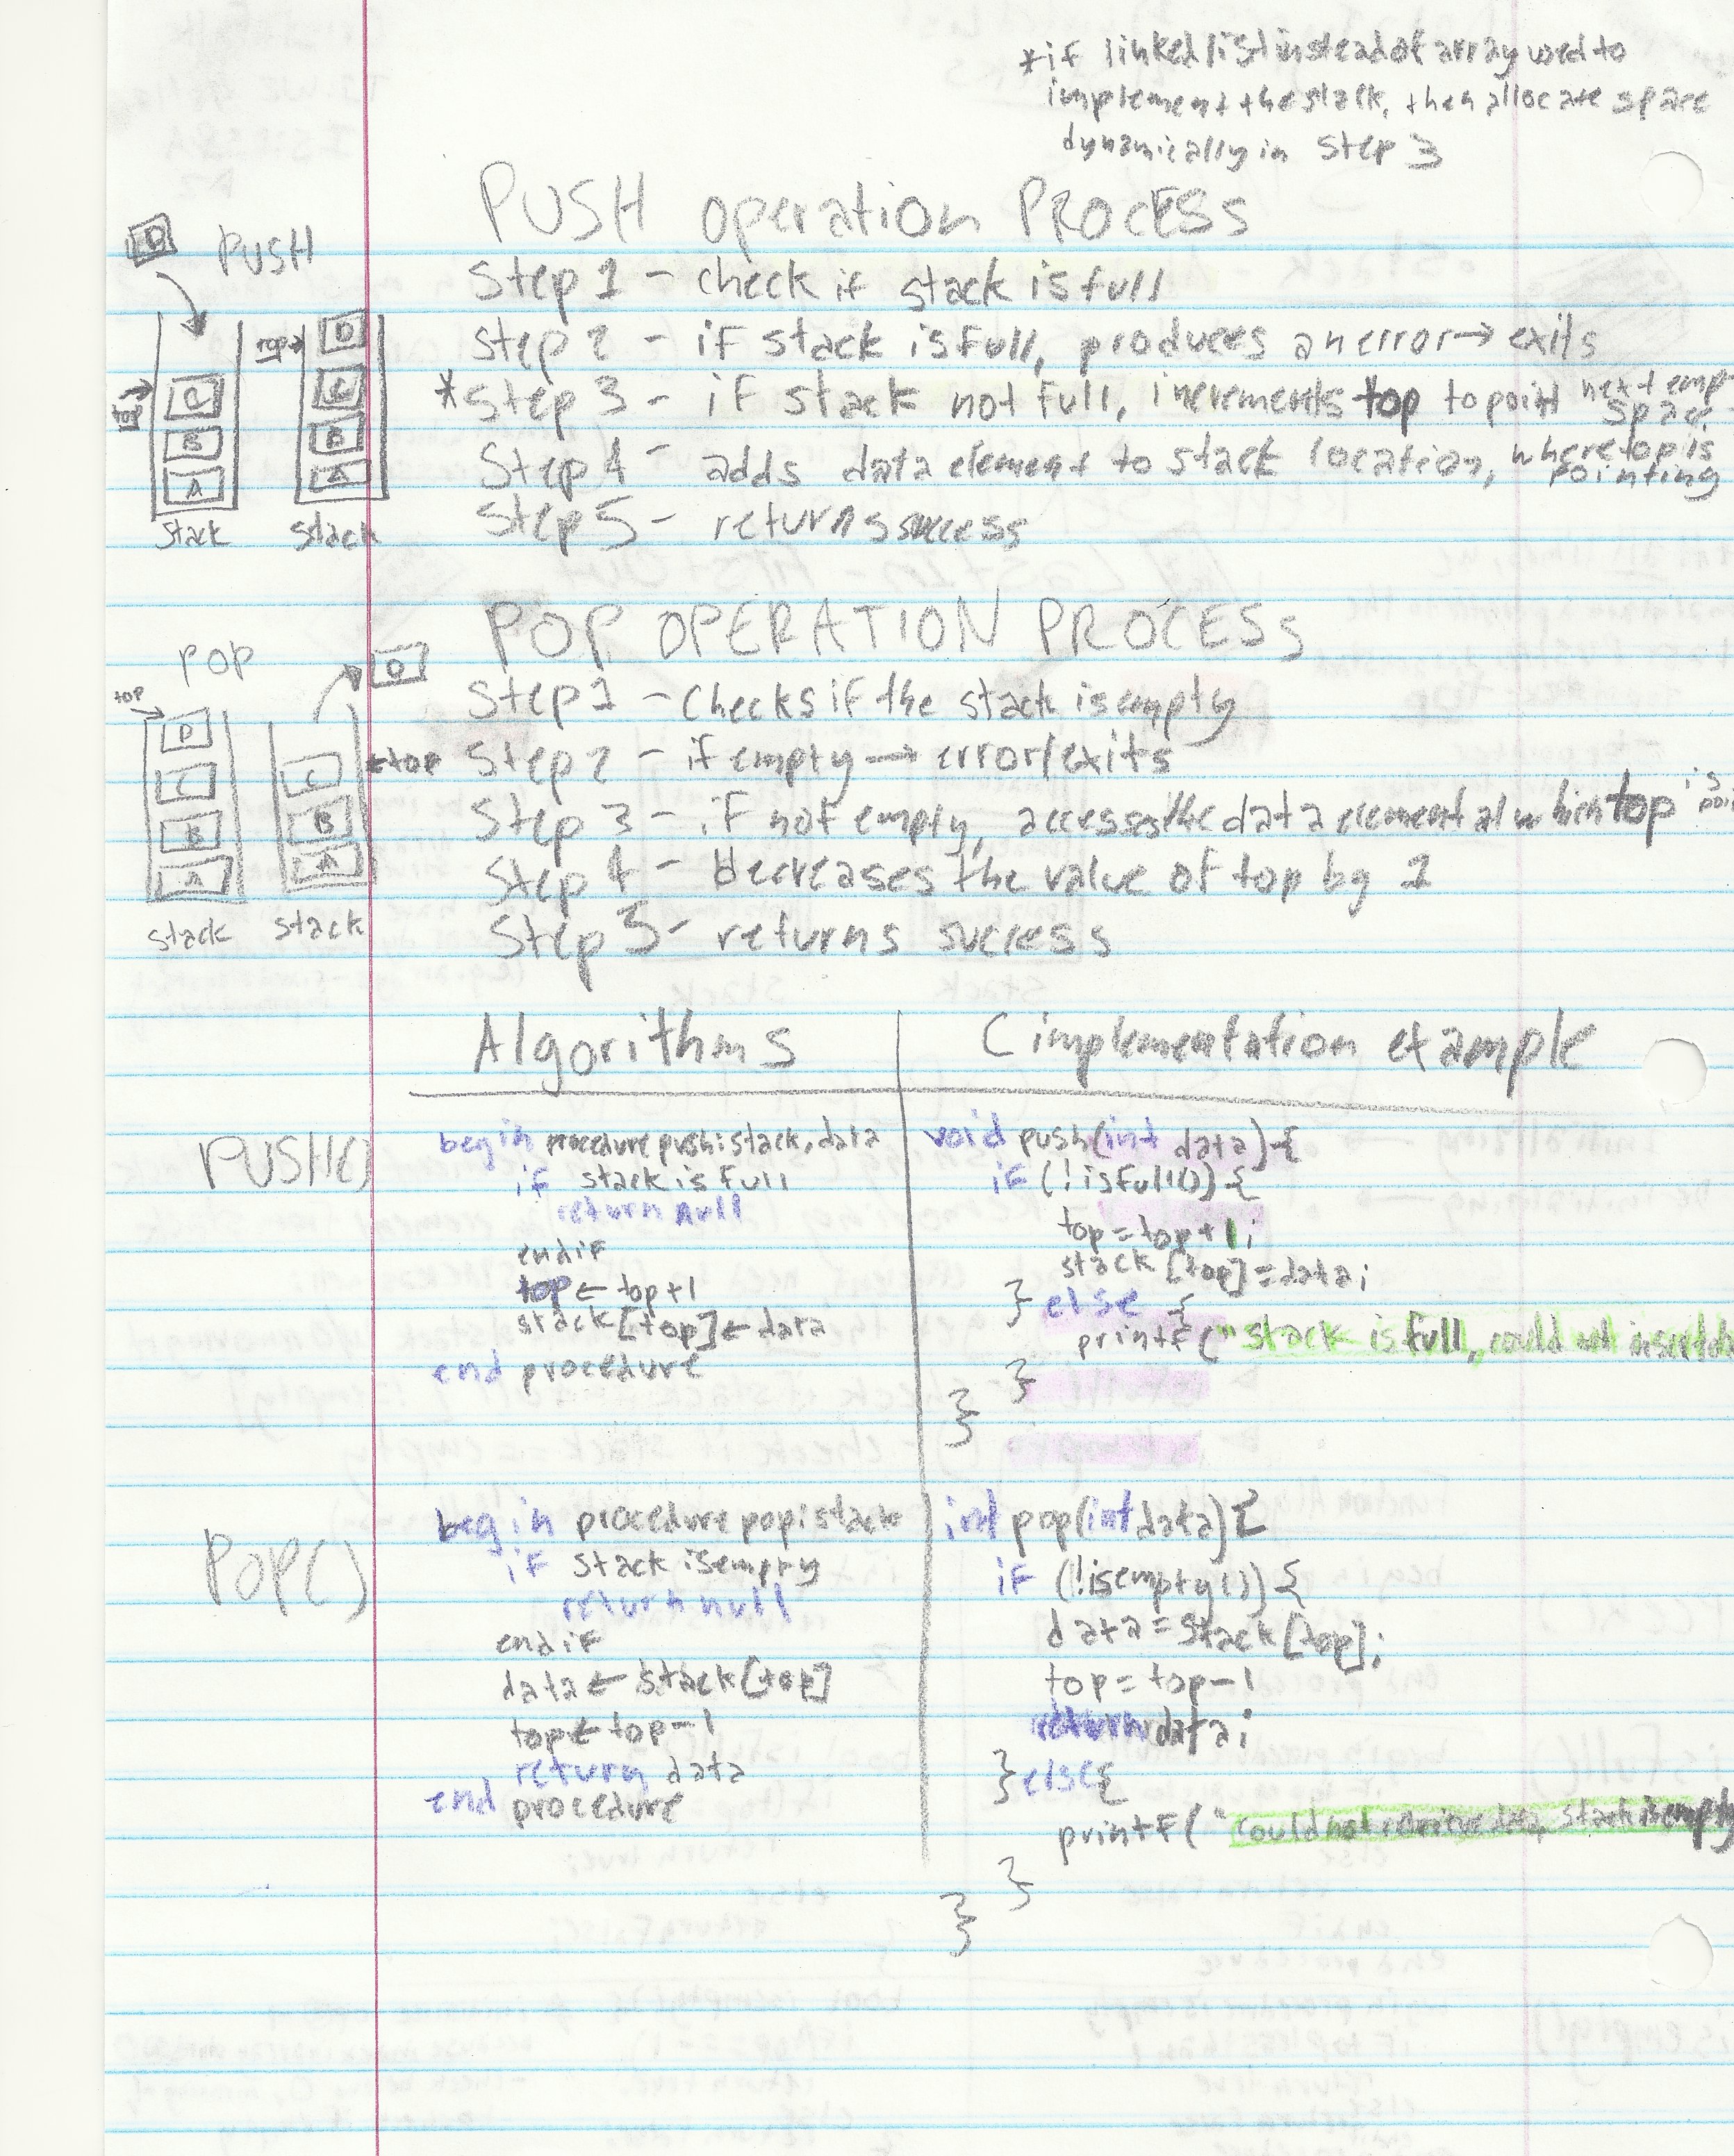 *if linked list instead of array used to
implement the stack, then allocate space
dynamically in step 3
PUSH operation PROCESS
D PUSH
Step 1 - check if stack is full
Step 2 - if stack is full, produces an error → exits
*Step 3 - if stack not full, increments top to point next emp
space
Step 4 - adds data element to stack location, where top is
pointing
Step 5 - returns success
top C B A
stack
top D C B A
stack
POP OPERATION PROCESS
POP
Step 1 - Checks if the stack is empty
Step 2 - if empty → error/exits
Step 3 - if not empty, accesses the data element at which top is
poi
Step 4 - decreases the value of top by 1
Step 5 - returns success
top D C B A
stack
D
C ← top
B
A
stack
Algorithms
C implementation example
PUSH()
begin procedure push: stack, data
if stack is full
return null
endif
top ← top + 1
stack[top] ← data
end procedure
void push(int data) {
if (!isFull()) {
top = top + 1;
stack [top] = data;
} else {
printf("stack is full, could not insert da
}
}
POP()
begin procedure pop: stack
if stack is empty
return null
endif
data ← stack[top]
top ← top - 1
return data
end procedure
int pop(int data) {
if (!isempty()) {
data = stack [top];
top = top - 1
return data;
} else {
printf("could not retrieve data, stack is empty
}
}